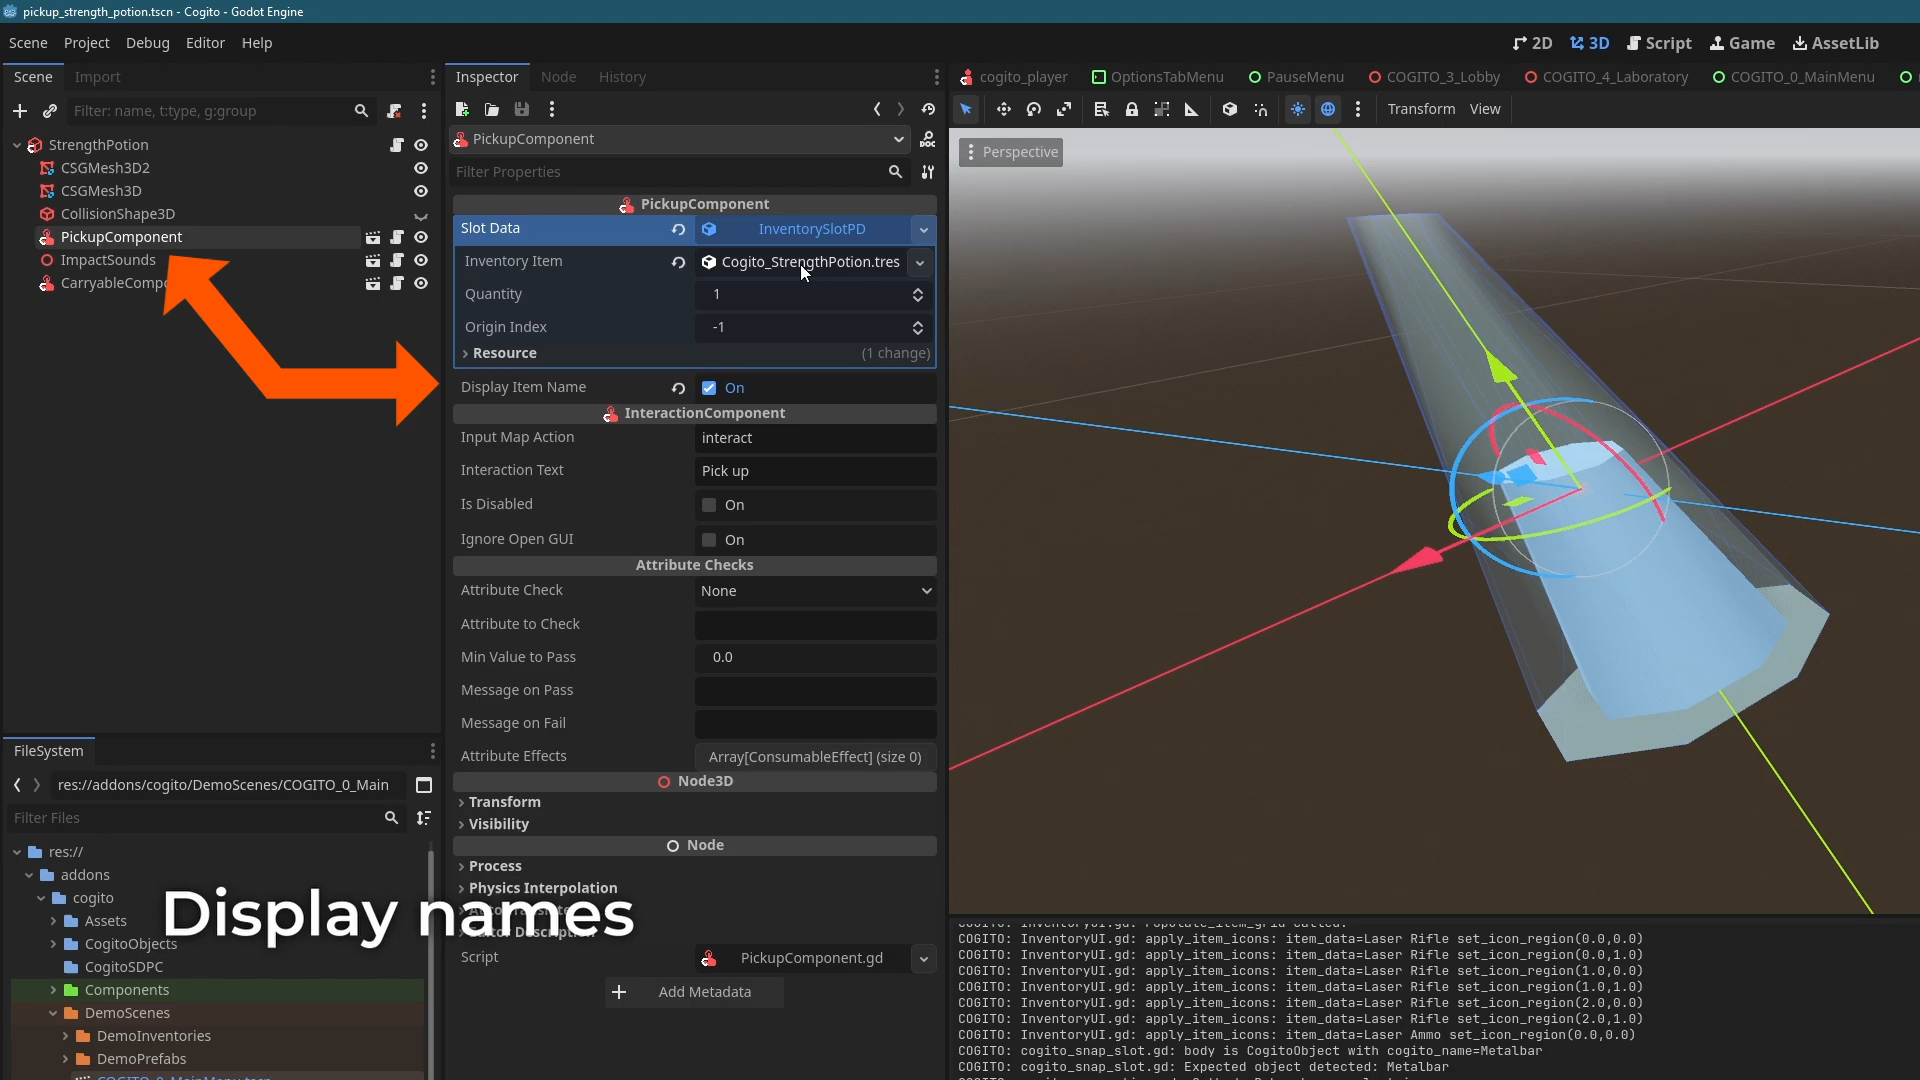 pickup_strength_potion.tscn - Cogito - Godot Engine
Scene Project Debug Editor Help
2D 3D Script Game AssetLib
Scene Import
Filter: name, t:type, g:group
StrengthPotion
CSGMesh3D2
CSGMesh3D
CollisionShape3D
PickupComponent
ImpactSounds
CarryableCompo
Inspector Node History
PickupComponent
Filter Properties
PickupComponent
Slot Data InventorySlotPD
Inventory Item Cogito_StrengthPotion.tres
Quantity 1
Origin Index -1
Resource (1 change)
Display Item Name On
InteractionComponent
Input Map Action interact
Interaction Text Pick up
Is Disabled On
Ignore Open GUI On
Attribute Checks
Attribute Check None
Attribute to Check
Min Value to Pass 0.0
Message on Pass
Message on Fail
Attribute Effects Array[ConsumableEffect] (size 0)
Node3D
Transform
Visibility
Node
Process
Physics Interpolation
Script PickupComponent.gd
Add Metadata
Display names
FileSystem
res://addons/cogito/DemoScenes/COGITO_0_Main
Filter Files
res://
addons
cogito
Assets
CogitoObjects
CogitoSDPC
Components
DemoScenes
DemoInventories
DemoPrefabs
COGITO_0_MainMenu.tscn
cogito_player OptionsTabMenu PauseMenu COGITO_3_Lobby COGITO_4_Laboratory COGITO_0_MainMenu
Transform View
Perspective
COGITO: InventoryUI.gd: apply_item_icons: item_data=Laser Rifle set_icon_region(0.0,0.0)
COGITO: InventoryUI.gd: apply_item_icons: item_data=Laser Rifle set_icon_region(0.0,1.0)
COGITO: InventoryUI.gd: apply_item_icons: item_data=Laser Rifle set_icon_region(1.0,0.0)
COGITO: InventoryUI.gd: apply_item_icons: item_data=Laser Rifle set_icon_region(1.0,1.0)
COGITO: InventoryUI.gd: apply_item_icons: item_data=Laser Rifle set_icon_region(2.0,0.0)
COGITO: InventoryUI.gd: apply_item_icons: item_data=Laser Rifle set_icon_region(2.0,1.0)
COGITO: InventoryUI.gd: apply_item_icons: item_data=Laser Ammo set_icon_region(0.0,0.0)
COGITO: cogito_snap_slot.gd: body is CogitoObject with cogito_name=Metalbar
COGITO: cogito_snap_slot.gd: Expected object detected: Metalbar